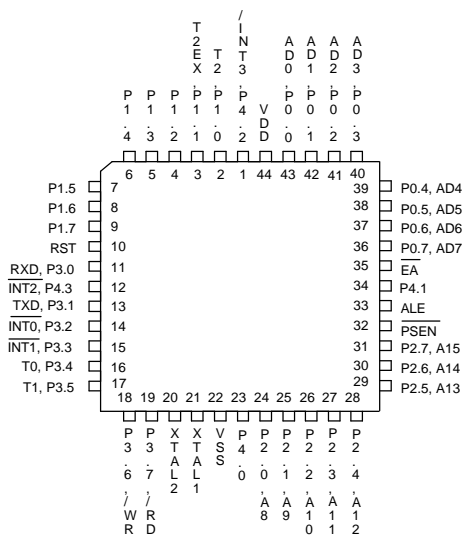 T2EX,P1.1
T2,P1.0
/INT3,P4.2
AD0,P0.0
AD1,P0.1
AD2,P0.2
AD3,P0.3
P1.4
P1.3
P1.2
VDD
6 5 4 3 2 1 44 43 42 41 40
P1.5 7
P1.6 8
P1.7 9
RST 10
RXD, P3.0 11
INT2, P4.3 12
TXD, P3.1 13
INT0, P3.2 14
INT1, P3.3 15
T0, P3.4 16
T1, P3.5 17
39 P0.4, AD4
38 P0.5, AD5
37 P0.6, AD6
36 P0.7, AD7
35 EA
34 P4.1
33 ALE
32 PSEN
31 P2.7, A15
30 P2.6, A14
29 P2.5, A13
18 19 20 21 22 23 24 25 26 27 28
P3.6,/WR
P3.7,/RD
XTAL2
XTAL1
VSS
P4.0
P2.0,A8
P2.1,A9
P2.2,A10
P2.3,A11
P2.4,A12